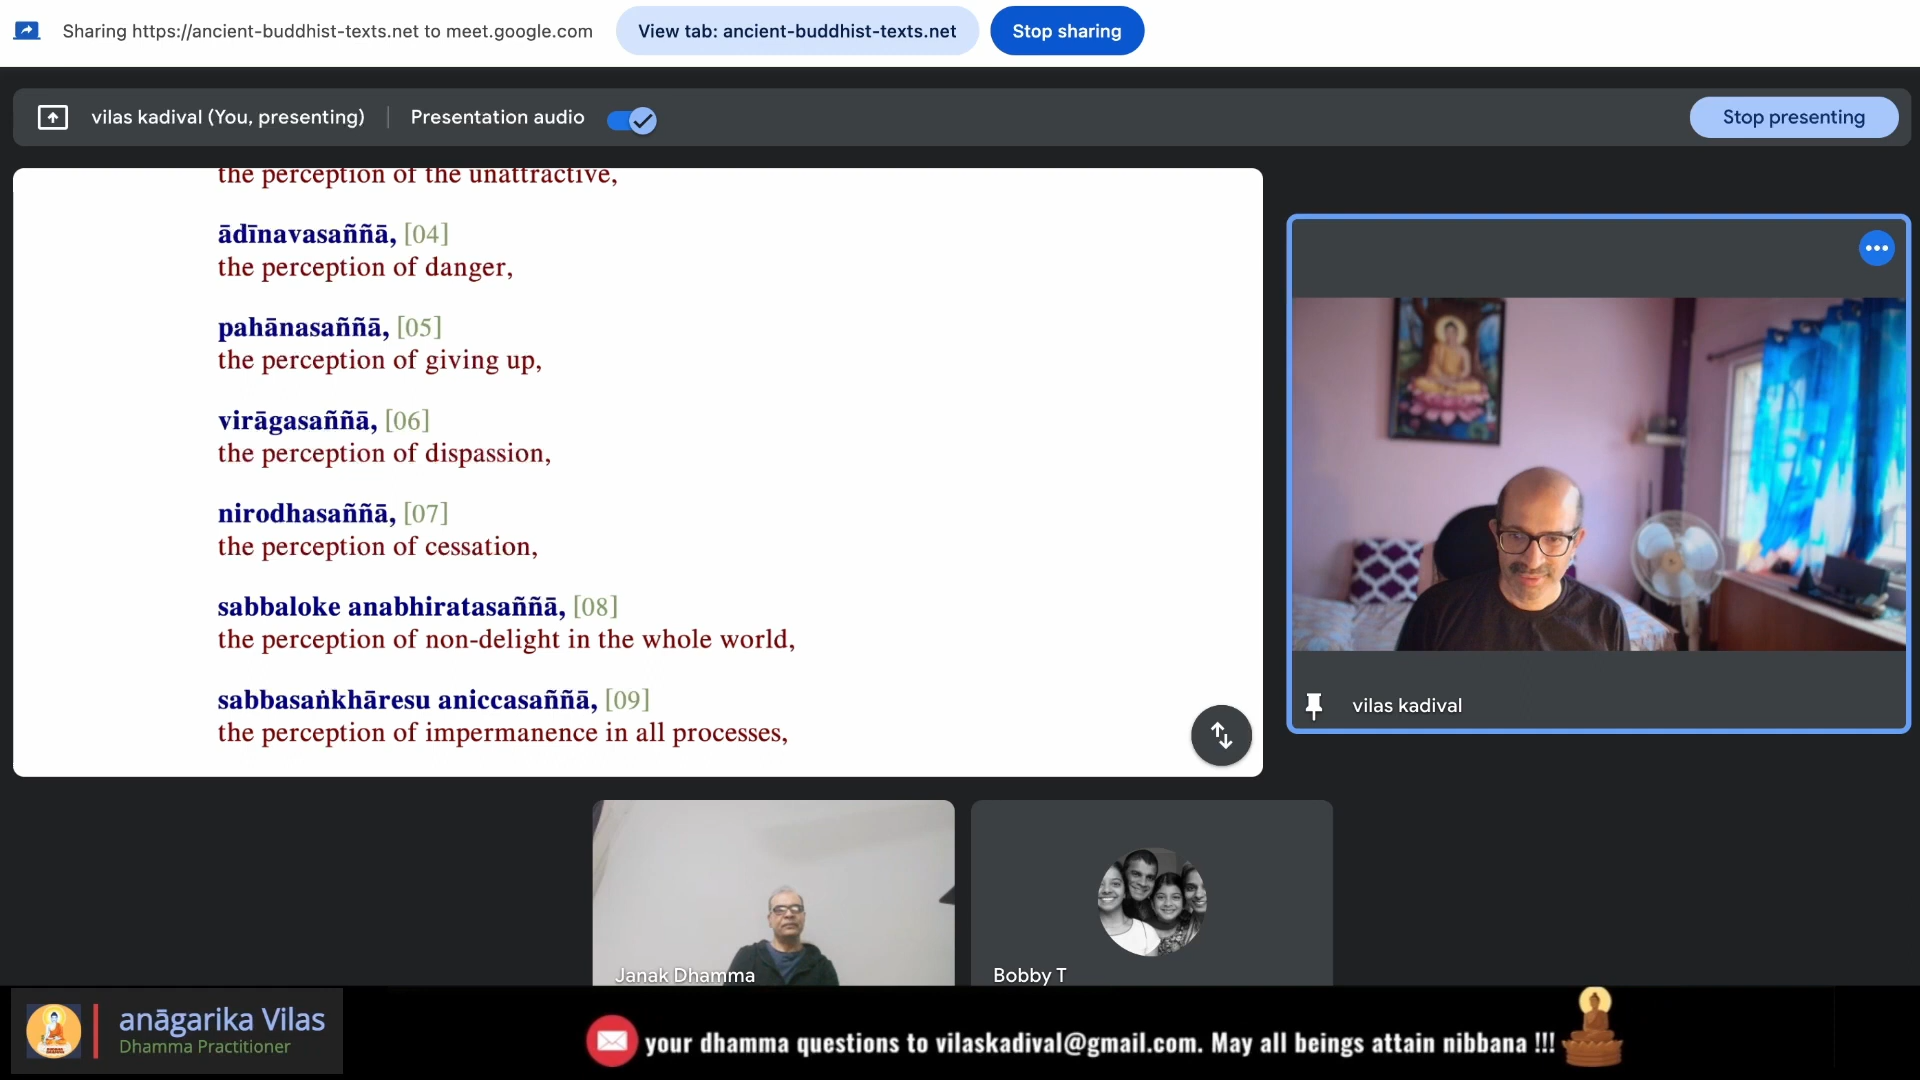 Sharing https://ancient-buddhist-texts.net to meet.google.com
View tab: ancient-buddhist-texts.net
Stop sharing
vilas kadival (You, presenting)
Presentation audio
Stop presenting
the perception of the unattractive,
ādīnavasaññā, [04]
the perception of danger,
pahānasaññā, [05]
the perception of giving up,
virāgasaññā, [06]
the perception of dispassion,
nirodhasaññā, [07]
the perception of cessation,
sabbaloke anabhiratasaññā, [08]
the perception of non-delight in the whole world,
sabbasaṅkhāresu aniccasaññā, [09]
the perception of impermanence in all processes,
vilas kadival
Janak Dhamma
Bobby T
anāgarika Vilas
Dhamma Practitioner
your dhamma questions to vilaskadival@gmail.com. May all beings attain nibbana !!!